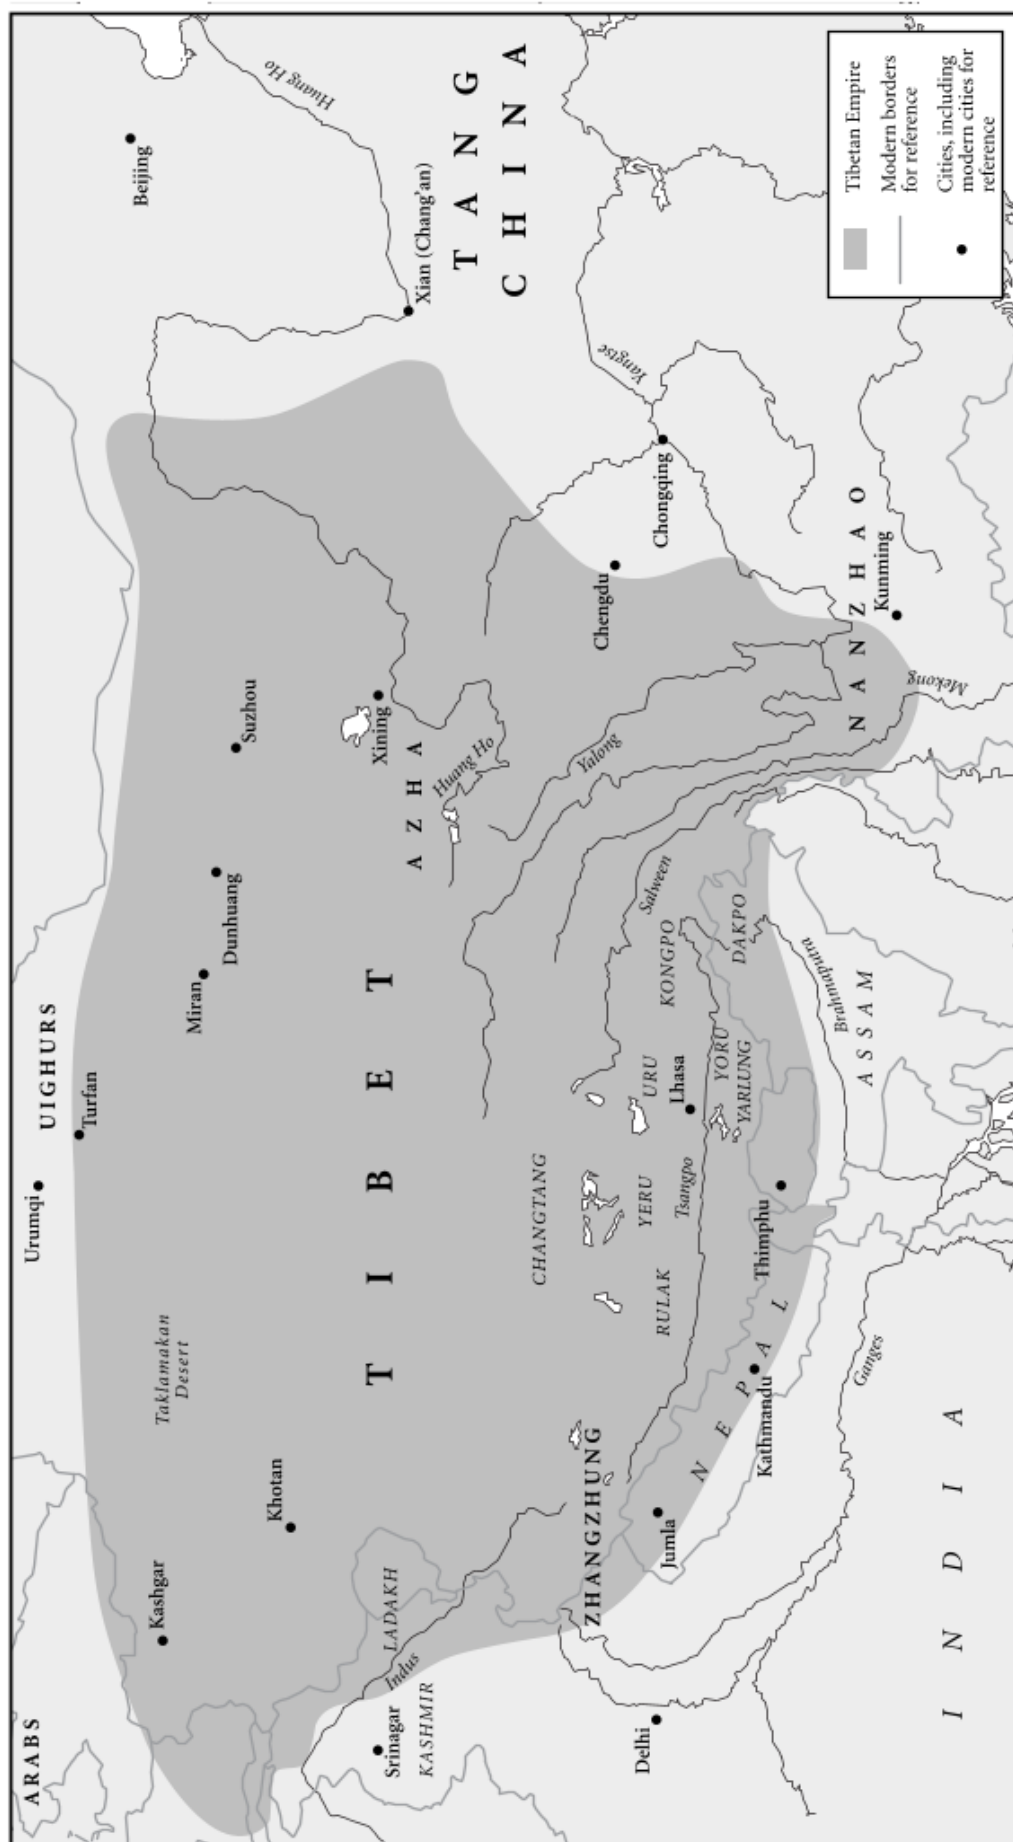 ARABS
UIGHURS
Urumqi
Turfan
Kashgar
Taklamakan
Desert
Khotan
Miran
Dunhuang
Suzhou
Beijing
Huang Ho
Xian (Chang'an)
TANG
CHINA
TIBET
AZHA
Xining
Huang Ho
Srinagar
KASHMIR
LADAKH
Indus
ZHANGZHUNG
CHANGTANG
RULAK
YERU
URU
Tsangpo
Lhasa
YORU
YARLUNG
KONGPO
DAKPO
Salween
Yalong
Chengdu
Chongqing
Yangtse
NANZHAO
Kunming
Mekong
Delhi
Jumla
NEPAL
Kathmandu
Thimphu
Brahmaputra
ASSAM
Ganges
INDIA
Tibetan Empire
Modern borders
for reference
Cities, including
modern cities for
reference